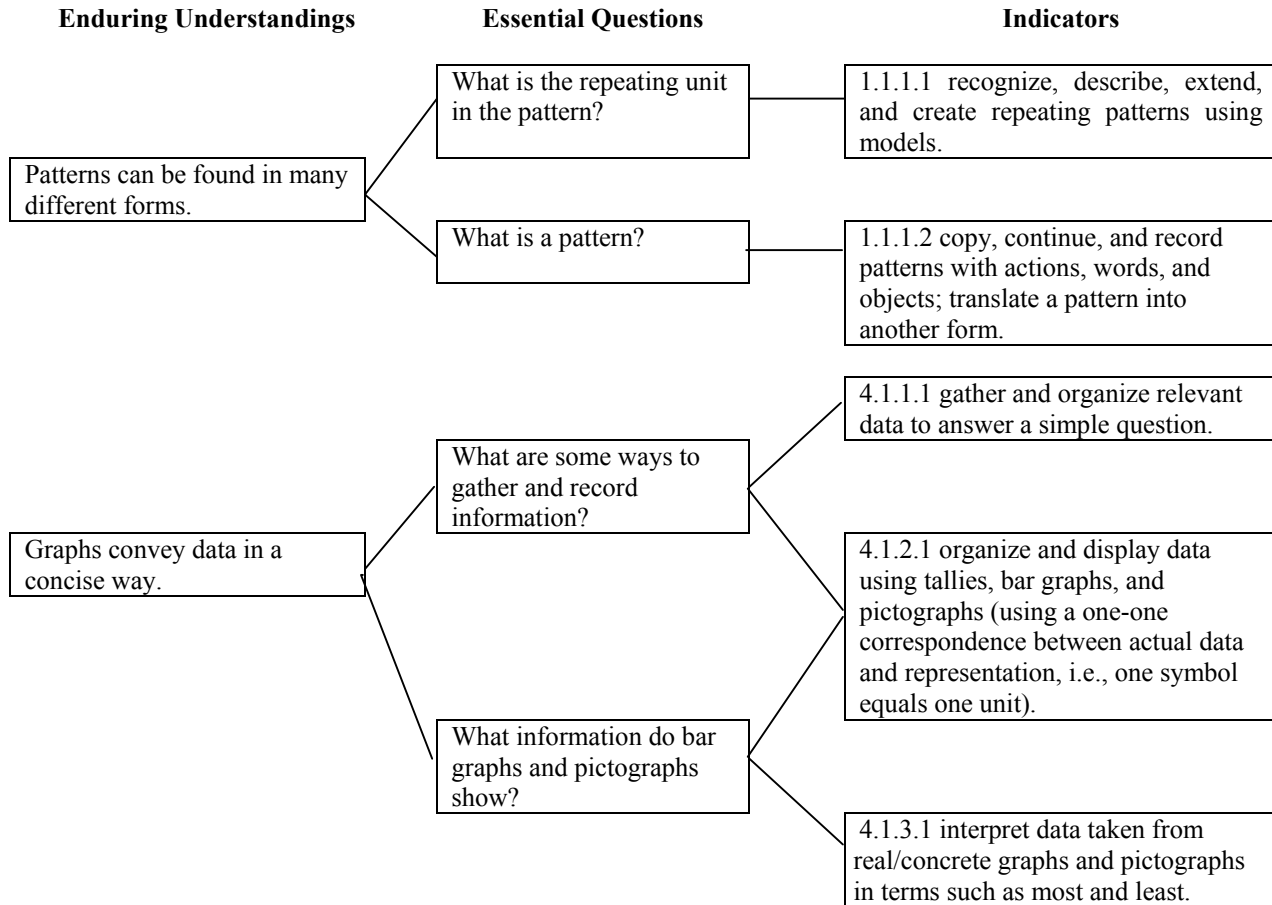 Enduring Understandings
Essential Questions
Indicators
What is the repeating unit
in the pattern?
1.1.1.1 recognize, describe, extend,
and create repeating patterns using
models.
Patterns can be found in many
different forms.
What is a pattern?
1.1.1.2 copy, continue, and record
patterns with actions, words, and
objects; translate a pattern into
another form.
4.1.1.1 gather and organize relevant
data to answer a simple question.
What are some ways to
gather and record
information?
Graphs convey data in a
concise way.
4.1.2.1 organize and display data
using tallies, bar graphs, and
pictographs (using a one-one
correspondence between actual data
and representation, i.e., one symbol
equals one unit).
What information do bar
graphs and pictographs
show?
4.1.3.1 interpret data taken from
real/concrete graphs and pictographs
in terms such as most and least.